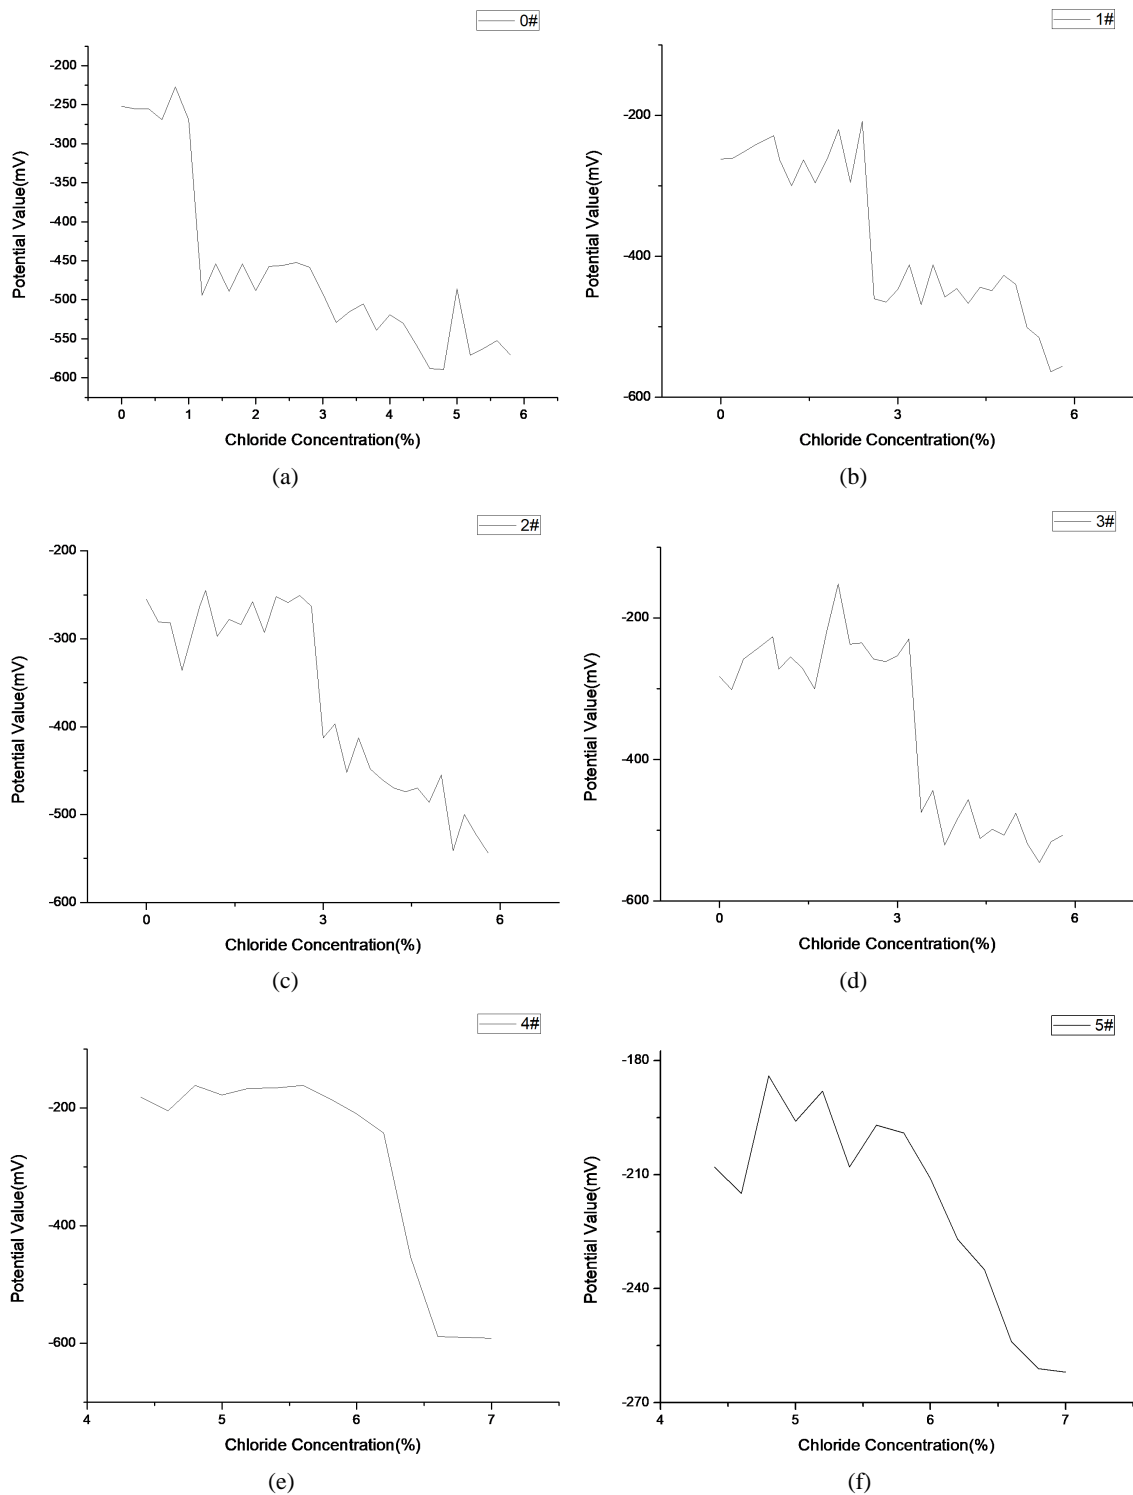 0#
-200
-250
-300
-350
-400
-450
-500
-550
-600
Potential Value(mV)
0 1 2 3 4 5 6
Chloride Concentration(%)
(a)
1#
-200
-400
-600
Potential Value(mV)
0 3 6
Chloride Concentration(%)
(b)
2#
-200
-300
-400
-500
-600
Potential Value(mV)
0 3 6
Chloride Concentration(%)
(c)
3#
-200
-400
-600
Potential Value(mV)
0 3 6
Chloride Concentration(%)
(d)
4#
-200
-400
-600
Potential Value(mV)
4 5 6 7
Chloride Concentration(%)
(e)
5#
-180
-210
-240
-270
Potential Value(mV)
4 5 6 7
Chloride Concentration(%)
(f)